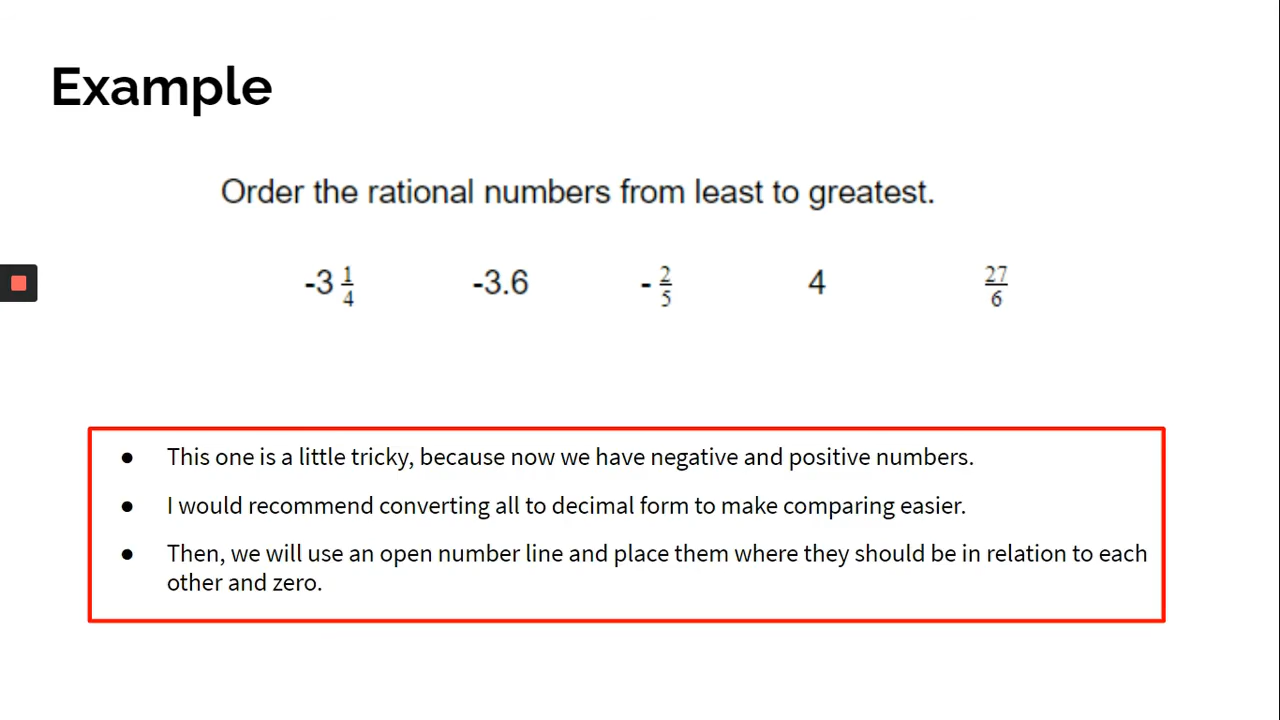 Example
Order the rational numbers from least to greatest.
-3 1/4 -3.6 - 2/5 4 27/6
● This one is a little tricky, because now we have negative and positive numbers.
● I would recommend converting all to decimal form to make comparing easier.
● Then, we will use an open number line and place them where they should be in relation to each
other and zero.